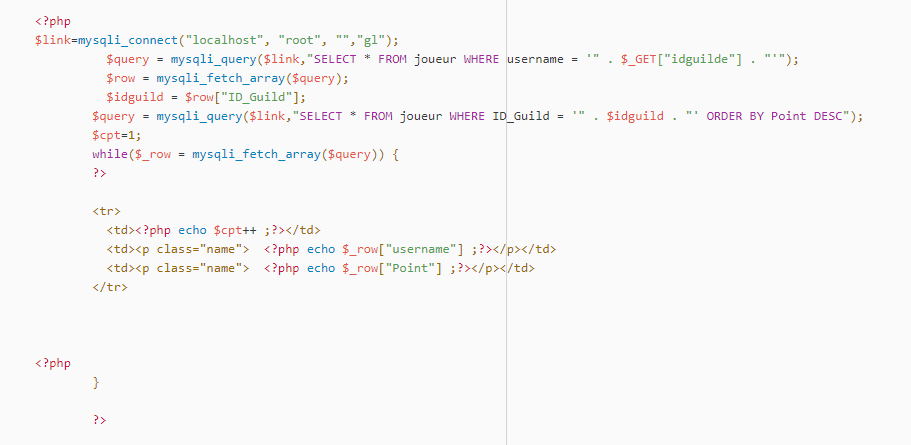 <?php
$link=mysqli_connect("localhost", "root", "","gl");
$query = mysqli_query($link,"SELECT * FROM joueur WHERE username = '" . $_GET["idguilde"] . "'");
$row = mysqli_fetch_array($query);
$idguild = $row["ID_Guild"];
$query = mysqli_query($link,"SELECT * FROM joueur WHERE ID_Guild = '" . $idguild . "' ORDER BY Point DESC");
$cpt=1;
while($_row = mysqli_fetch_array($query)) {
?>
<tr>
<td><?php echo $cpt++ ;?></td>
<td><p class="name">  <?php echo $_row["username"] ;?></p></td>
<td><p class="name">  <?php echo $_row["Point"] ;?></p></td>
</tr>
<?php
}
?>